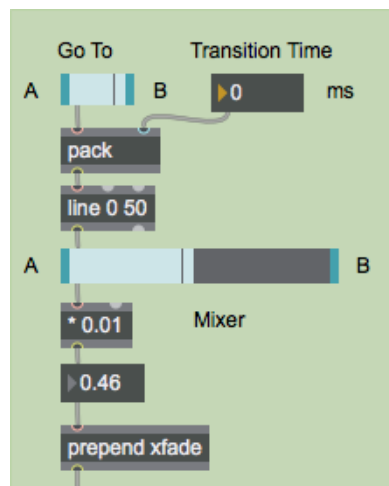 Go To Transition Time
A B 0 ms
pack
line 0 50
A B
* 0.01 Mixer
0.46
prepend xfade